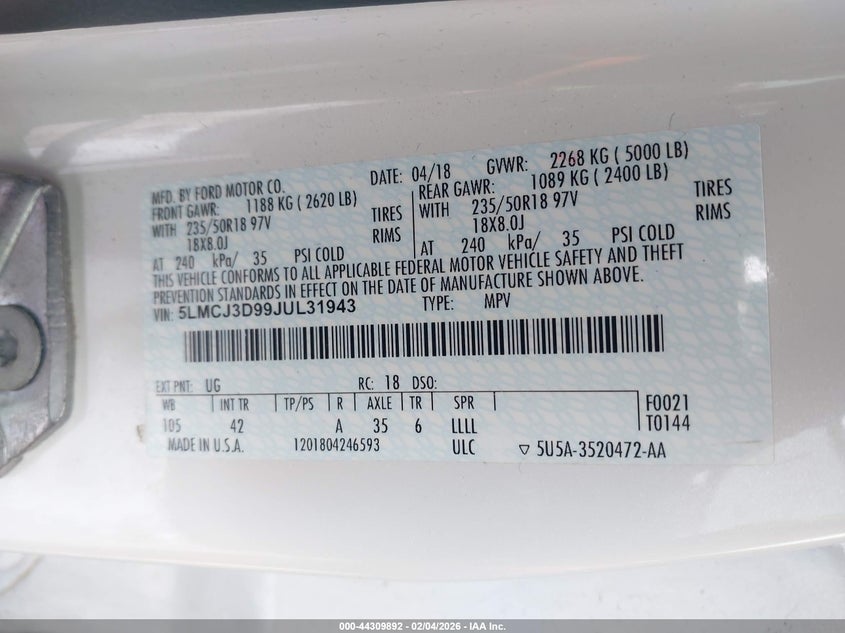 MFD. BY FORD MOTOR CO. DATE: 04/18 GVWR: 2268 KG ( 5000 LB)
FRONT GAWR: 1188 KG ( 2620 LB) REAR GAWR: 1089 KG ( 2400 LB)
WITH 235/50R18 97V TIRES WITH 235/50R18 97V TIRES
18X8.0J RIMS 18X8.0J RIMS
AT 240 kPa/ 35 PSI COLD AT 240 kPa/ 35 PSI COLD
THIS VEHICLE CONFORMS TO ALL APPLICABLE FEDERAL MOTOR VEHICLE SAFETY AND THEFT
PREVENTION STANDARDS IN EFFECT ON THE DATE OF MANUFACTURE SHOWN ABOVE.
VIN: 5LMCJ3D99JUL31943 TYPE: MPV
EXT PNT: UG RC: 18 DSO:
WB INT TR TP/PS R AXLE TR SPR F0021
105 42 A 35 6 LLLL T0144
MADE IN U.S.A. 1201804246593 ULC ▽ 5U5A-3520472-AA
000-44309892 - 02/04/2026 - IAA Inc.